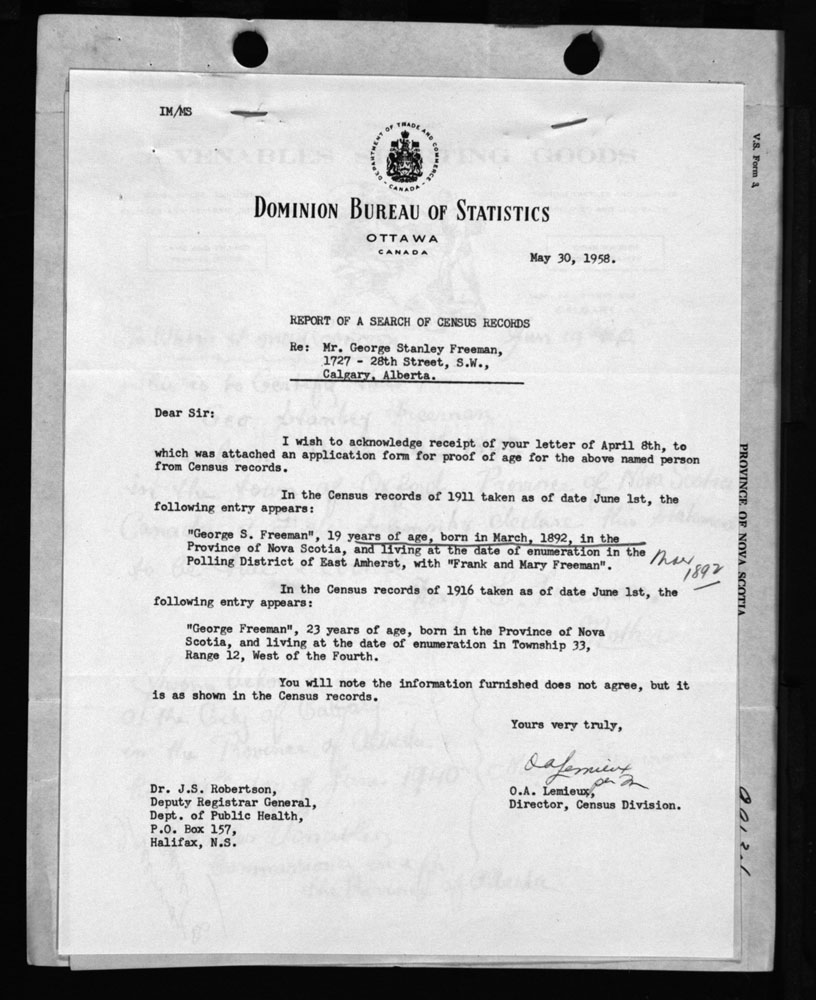 IM/MS
DEPARTMENT OF TRADE AND COMMERCE
CANADA
VENABLES SPORTING GOODS
DOMINION BUREAU OF STATISTICS
OTTAWA
CANADA
May 30, 1958.
REPORT OF A SEARCH OF CENSUS RECORDS
Re: Mr. George Stanley Freeman,
1727 - 28th Street, S.W.,
Calgary, Alberta.
Dear Sir:
I wish to acknowledge receipt of your letter of April 8th, to
which was attached an application form for proof of age for the above named person
from Census records.
In the Census records of 1911 taken as of date June 1st, the
following entry appears:
"George S. Freeman", 19 years of age, born in March, 1892, in the
Province of Nova Scotia, and living at the date of enumeration in the
Polling District of East Amherst, with "Frank and Mary Freeman".
Mar
1892
In the Census records of 1916 taken as of date June 1st, the
following entry appears:
"George Freeman", 23 years of age, born in the Province of Nova
Scotia, and living at the date of enumeration in Township 33,
Range 12, West of the Fourth.
You will note the information furnished does not agree, but it
is as shown in the Census records.
Yours very truly,
OALemieux
per
O.A. Lemieux,
Director, Census Division.
Dr. J.S. Robertson,
Deputy Registrar General,
Dept. of Public Health,
P.O. Box 157,
Halifax, N.S.
V.S. Form 3
PROVINCE OF NOVA SCOTIA